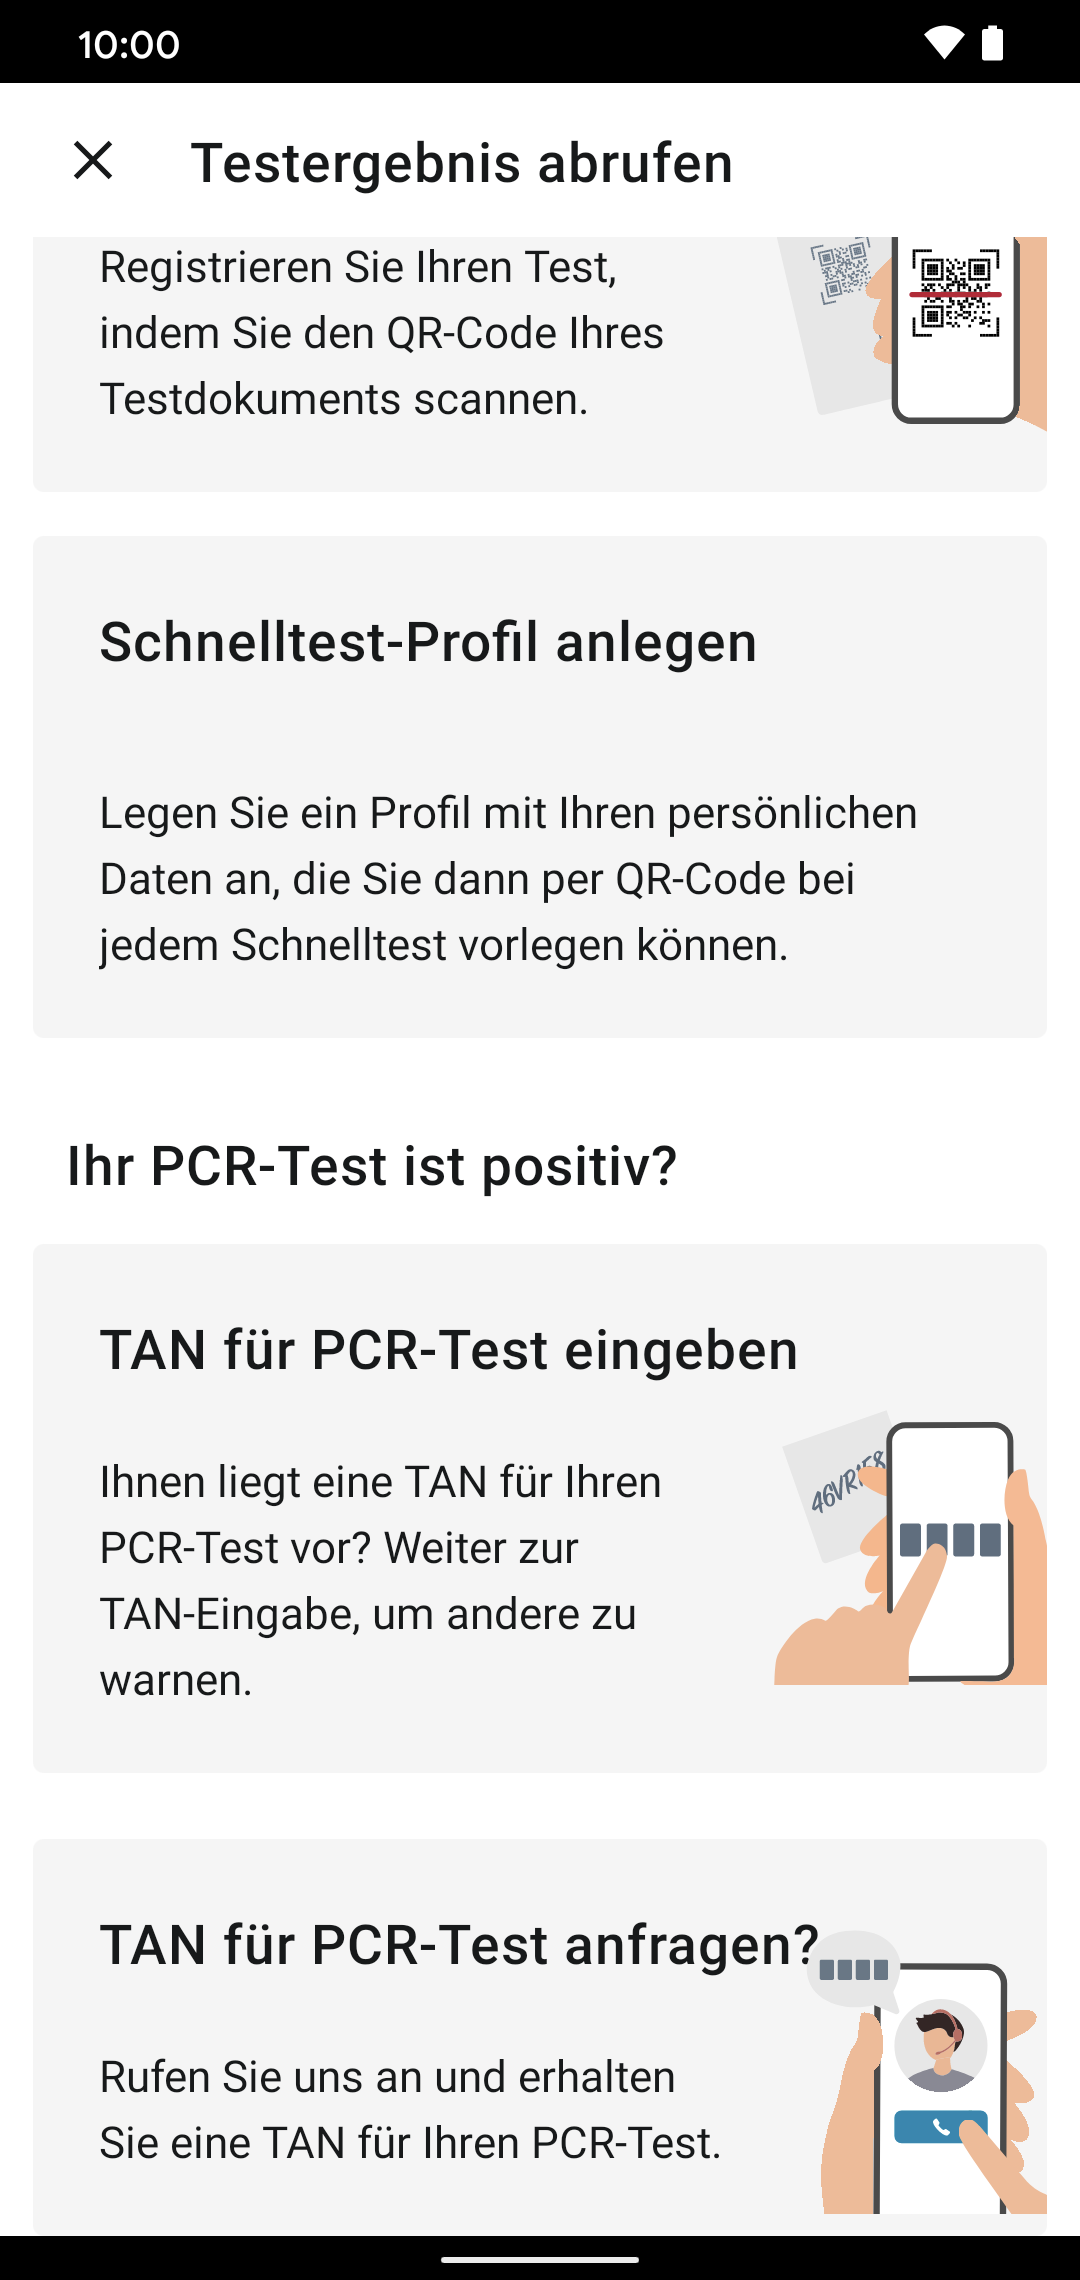 10:00
Testergebnis abrufen
Registrieren Sie Ihren Test,
indem Sie den QR-Code Ihres
Testdokuments scannen.
Schnelltest-Profil anlegen
Legen Sie ein Profil mit Ihren persönlichen
Daten an, die Sie dann per QR-Code bei
jedem Schnelltest vorlegen können.
Ihr PCR-Test ist positiv?
TAN für PCR-Test eingeben
Ihnen liegt eine TAN für Ihren
PCR-Test vor? Weiter zur
TAN-Eingabe, um andere zu
warnen.
TAN für PCR-Test anfragen?
Rufen Sie uns an und erhalten
Sie eine TAN für Ihren PCR-Test.